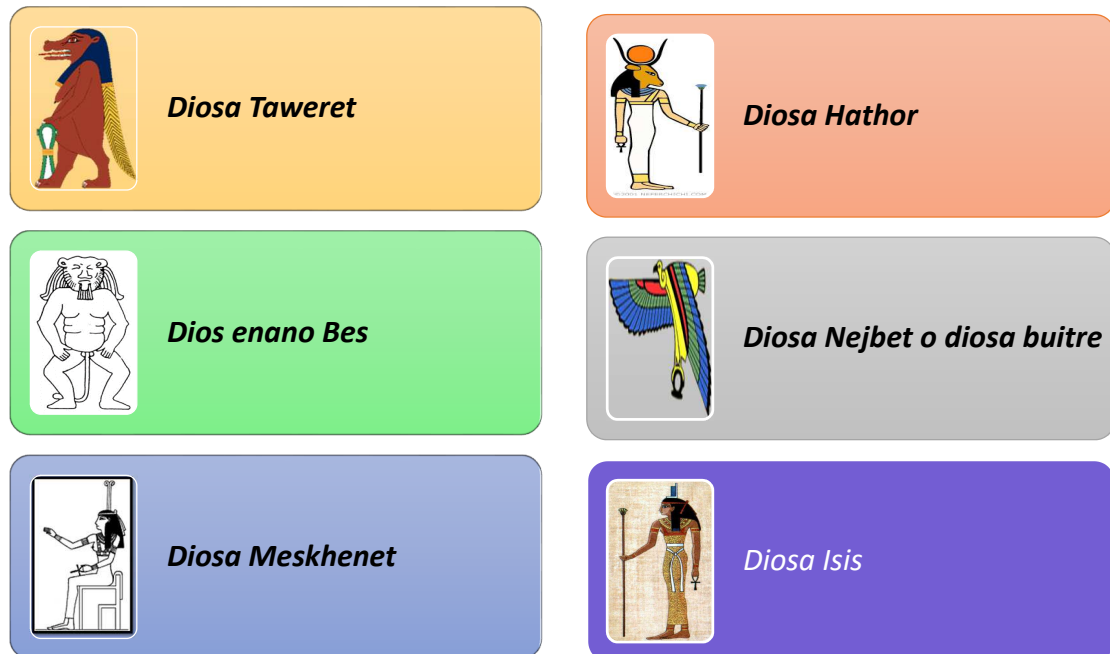 Diosa Taweret
Diosa Hathor
Dios enano Bes
Diosa Nejbet o diosa buitre
Diosa Meskhenet
Diosa Isis